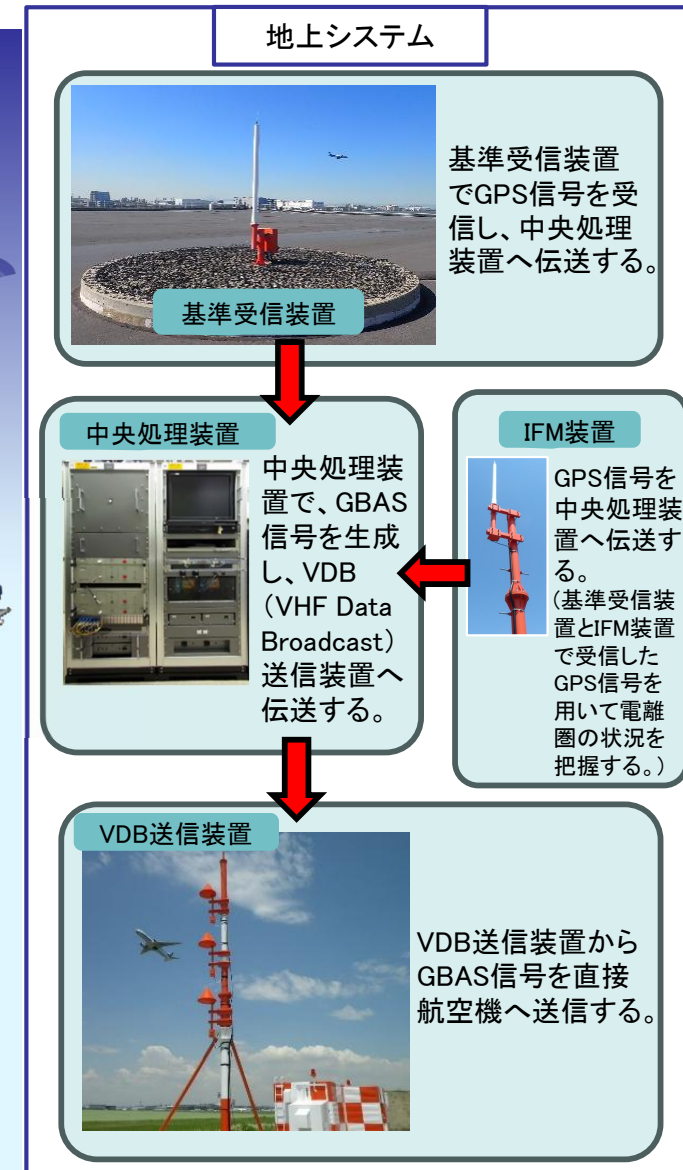 地上システム
基準受信装置
でGPS信号を受
信し、中央処理
装置へ伝送する。
基準受信装置
中央処理装置
中央処理装
置で、GBAS
信号を生成
し、VDB
（VHF Data
Broadcast）
送信装置へ
伝送する。
IFM装置
GPS信号を
中央処理装
置へ伝送す
る。
(基準受信装
置とIFM装置
で受信した
GPS信号を
用いて電離
圏の状況を
把握する。）
VDB送信装置
VDB送信装置から
GBAS信号を直接
航空機へ送信する。